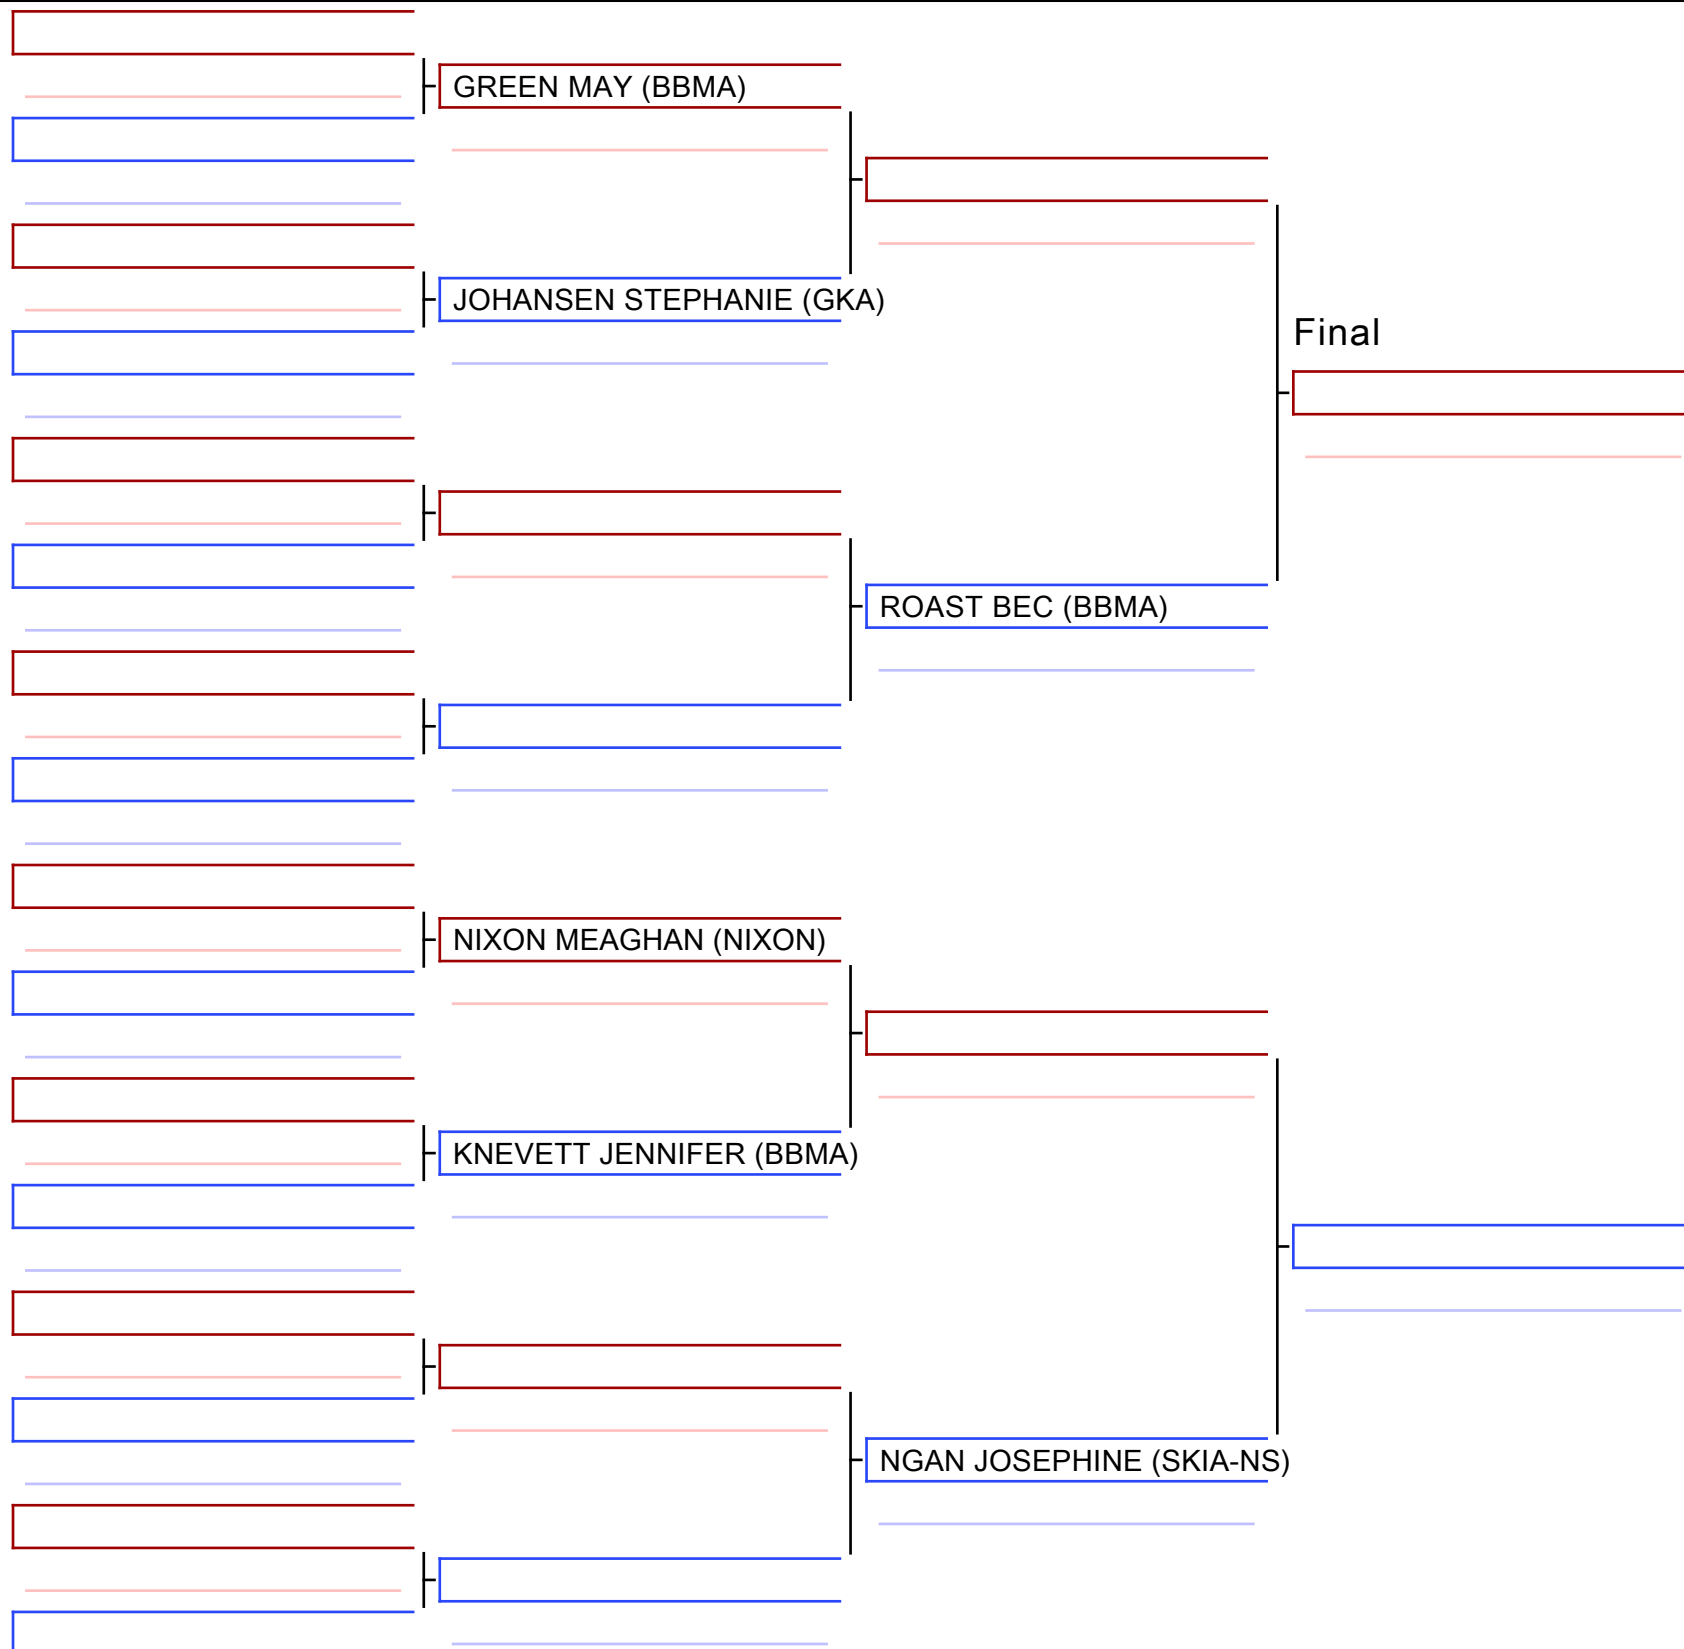 GREEN MAY (BBMA)
JOHANSEN STEPHANIE (GKA)
Final
ROAST BEC (BBMA)
NIXON MEAGHAN (NIXON)
KNEVETT JENNIFER (BBMA)
NGAN JOSEPHINE (SKIA-NS)